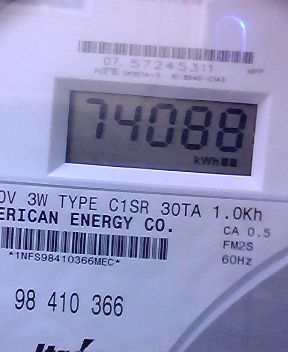 07 57245311
74088
kWh
0V 3W TYPE C1SR 30TA 1.0Kh
ERICAN ENERGY CO.
CA 0.5
FM2S
*1NFS98410366MEC*
60Hz
98 410 366